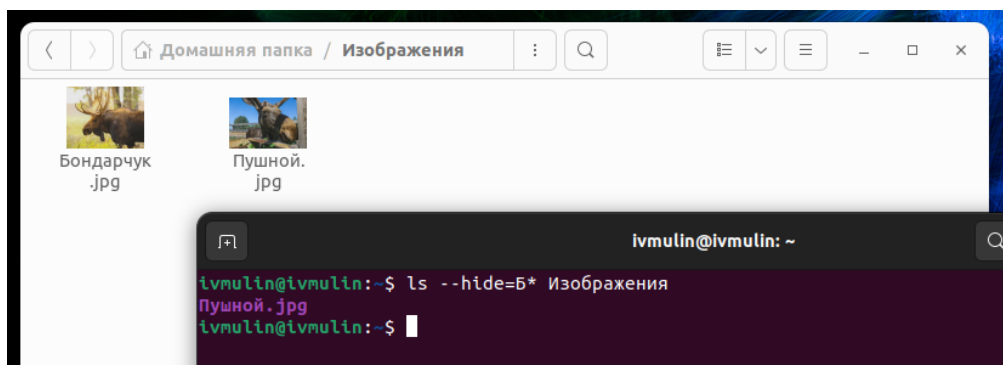 Домашняя папка / Изображения
Бондарчук
.jpg
Пушной.
jpg
ivmulin@ivmulin: ~
ivmulin@ivmulin:~$ ls --hide=Б* Изображения
Пушной.jpg
ivmulin@ivmulin:~$